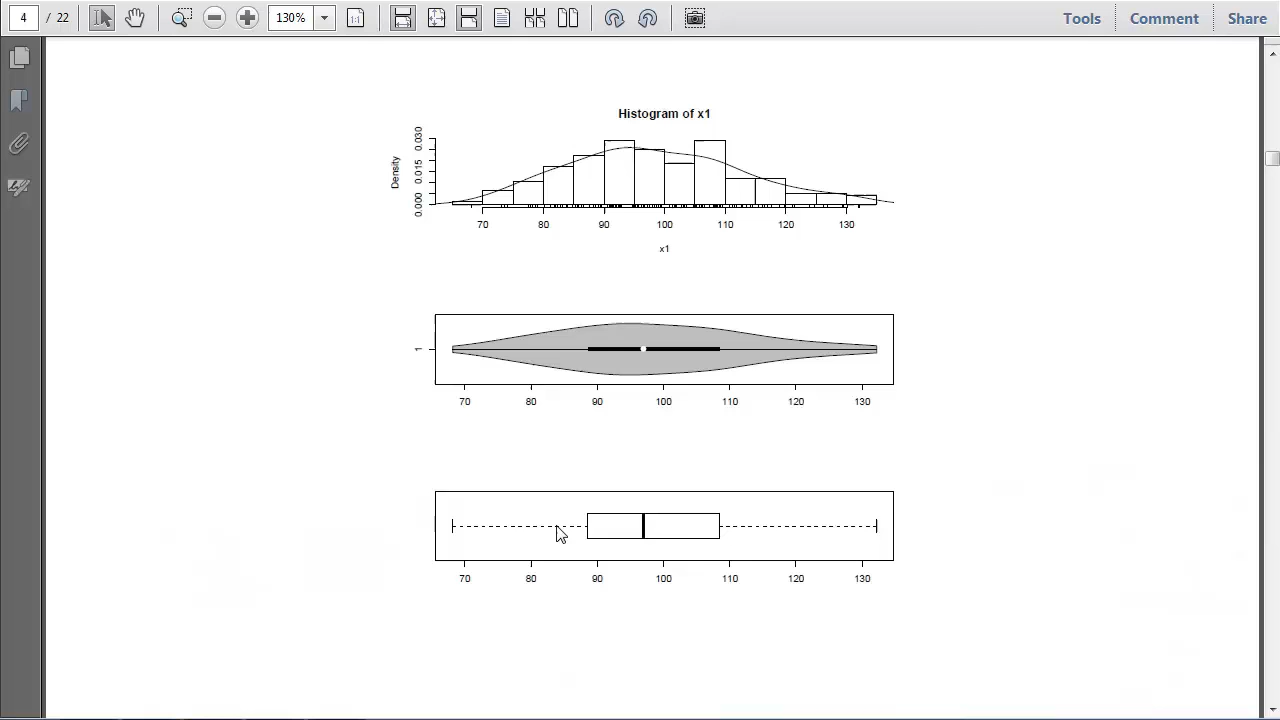 4 / 22 130% 1:1 Tools Comment Share
Histogram of x1
Density
0.000 0.015 0.030
70 80 90 100 110 120 130
x1
1
70 80 90 100 110 120 130
70 80 90 100 110 120 130